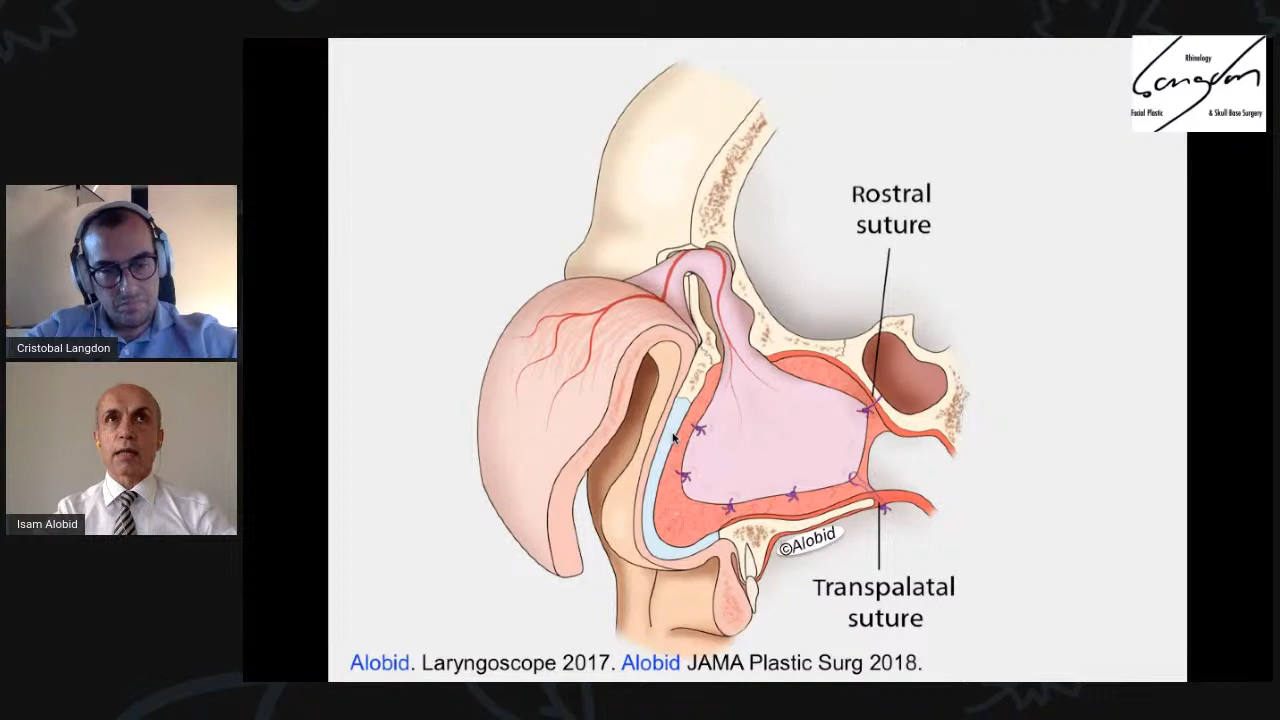 Rhinology
Langdon
Facial Plastic
& Skull Base Surgery
Rostral
suture
Cristobal Langdon
Isam Alobid
©Alobid
Transpalatal
suture
Alobid. Laryngoscope 2017. Alobid JAMA Plastic Surg 2018.